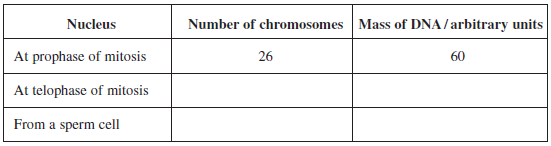 Nucleus Number of chromosomes Mass of DNA / arbitrary units
At prophase of mitosis 26 60
At telophase of mitosis
From a sperm cell